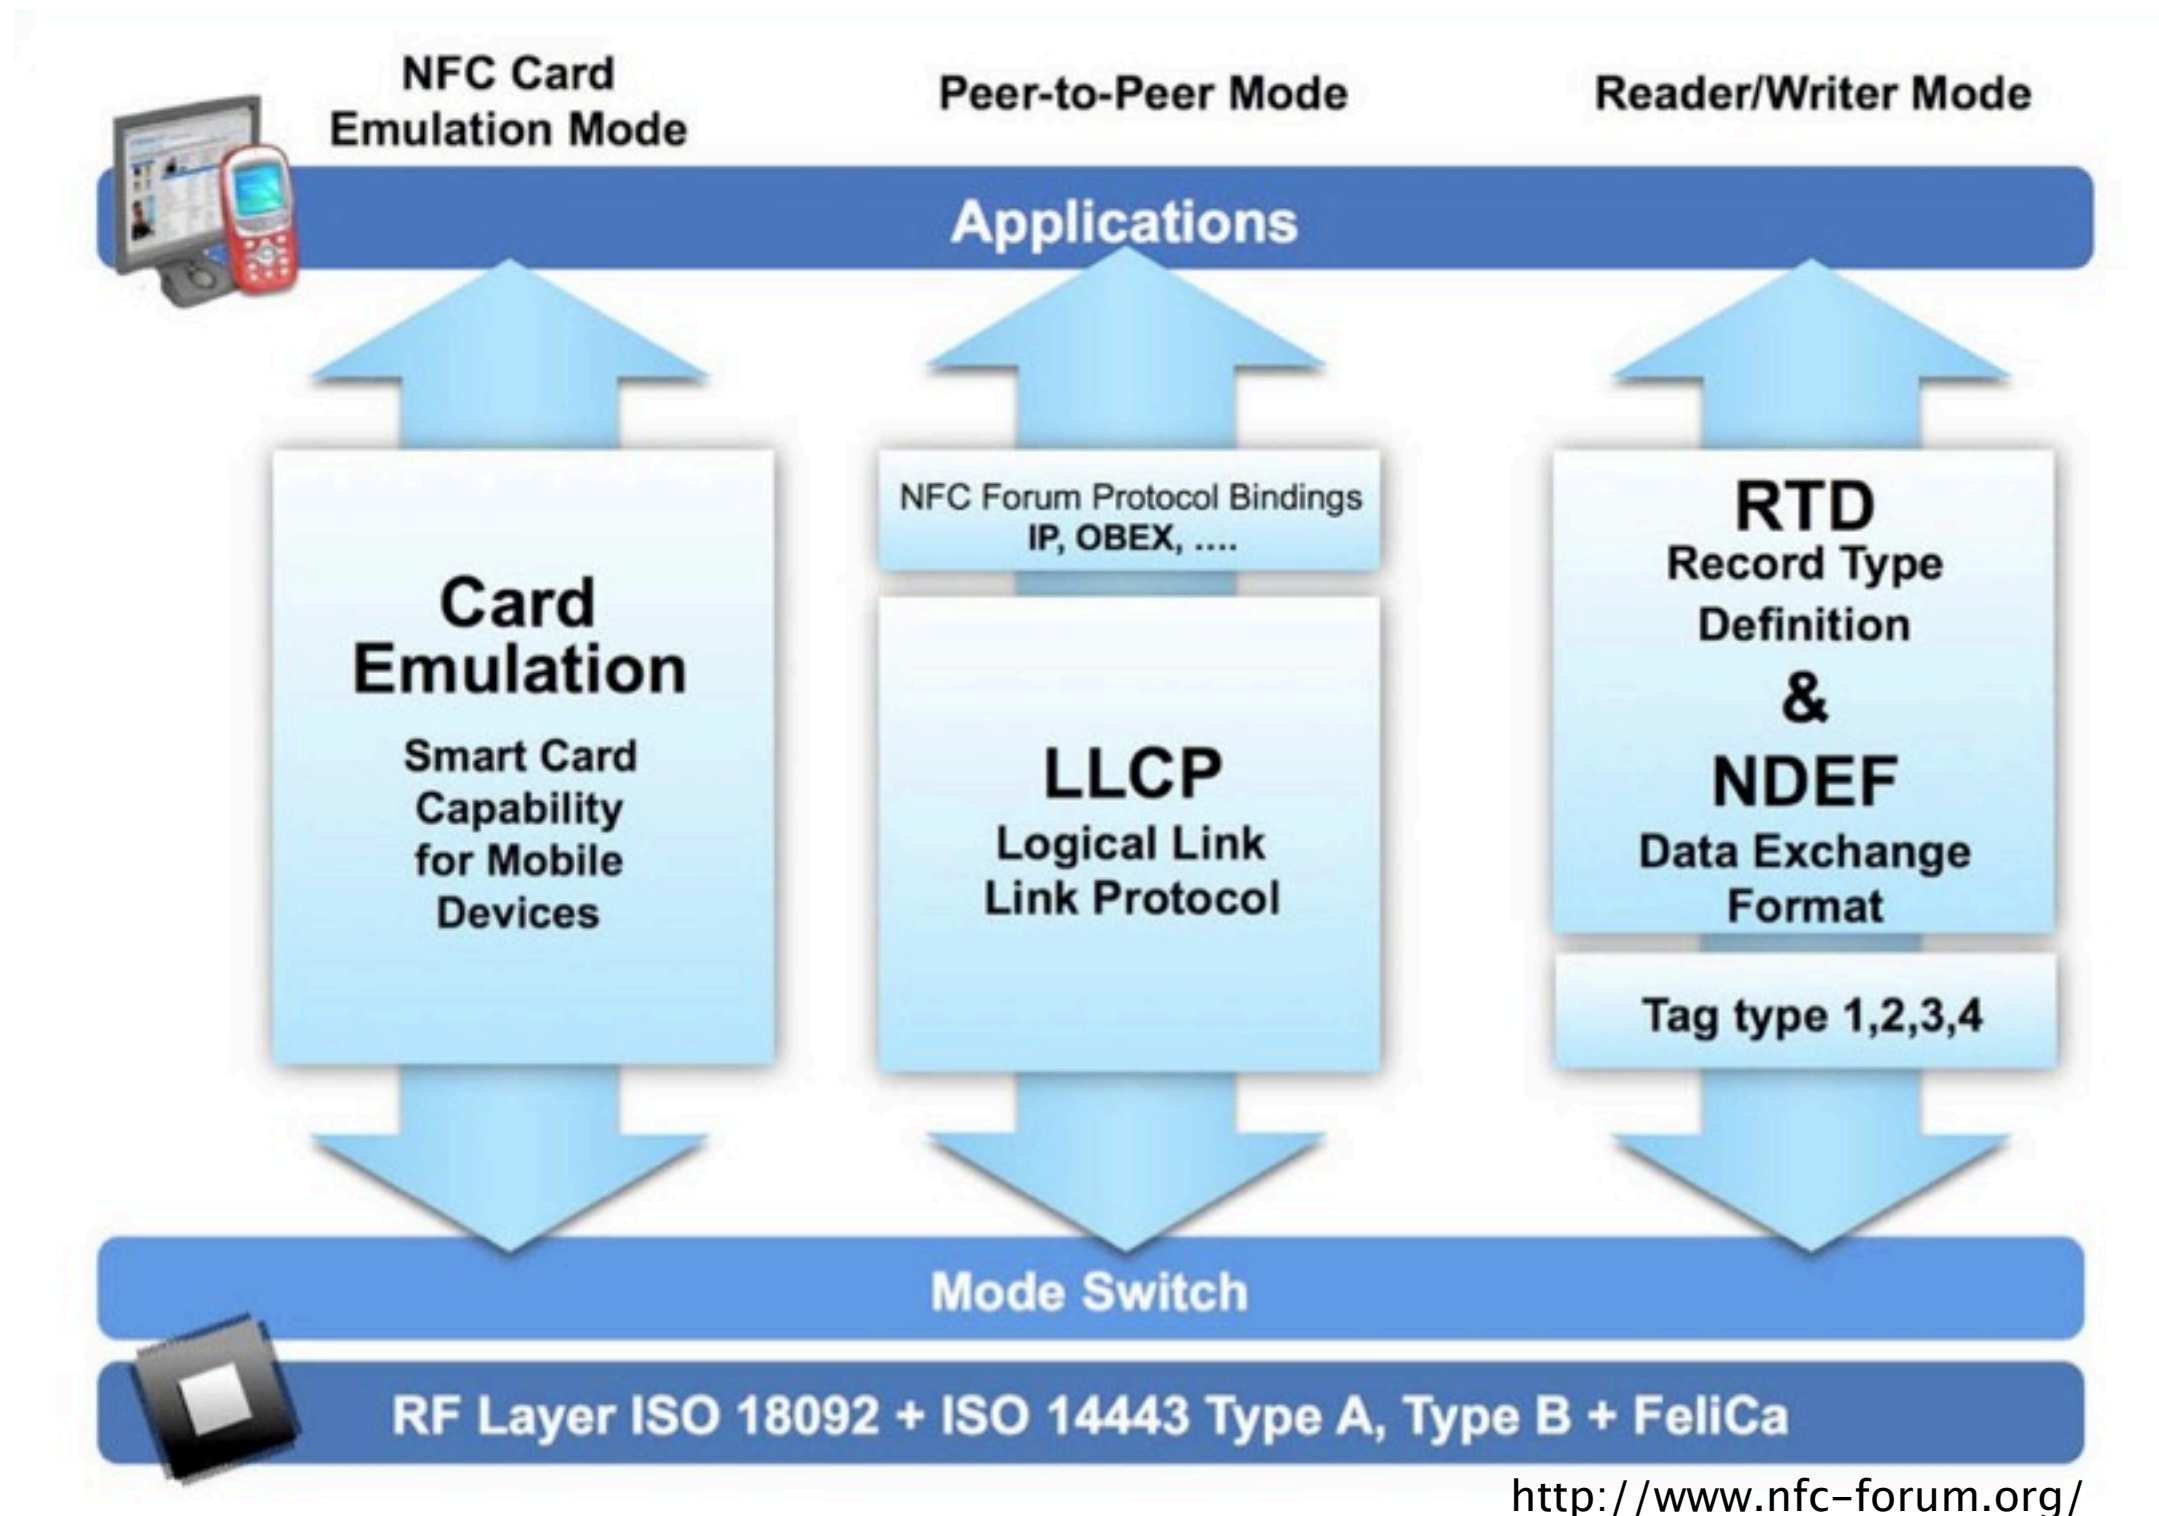 NFC Card
Emulation Mode
Peer-to-Peer Mode
Reader/Writer Mode
Applications
Card
Emulation
Smart Card
Capability
for Mobile
Devices
NFC Forum Protocol Bindings
IP, OBEX, ....
LLCP
Logical Link
Link Protocol
RTD
Record Type
Definition
&
NDEF
Data Exchange
Format
Tag type 1,2,3,4
Mode Switch
RF Layer ISO 18092 + ISO 14443 Type A, Type B + FeliCa
http://www.nfc-forum.org/